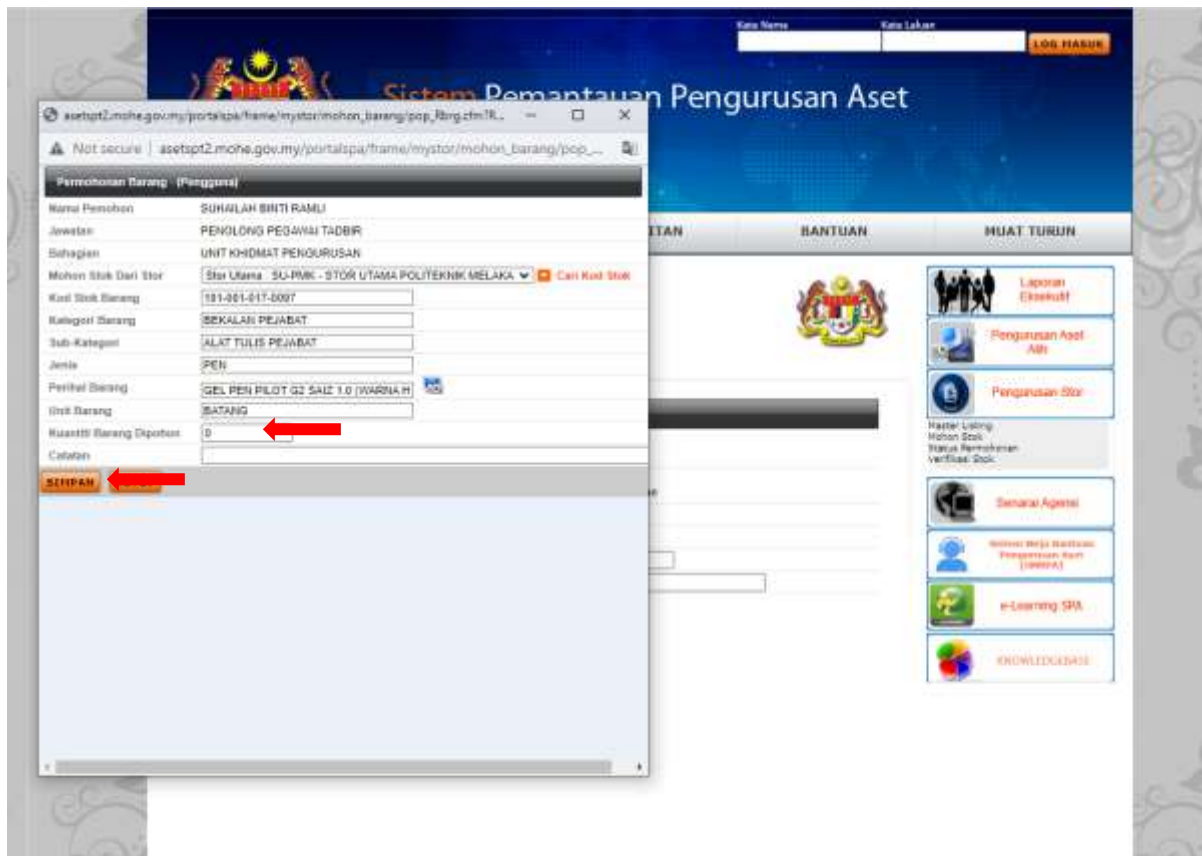 Kata Nama Kata Laluan
LOG MASUK
Sistem Pemantauan Pengurusan Aset
asetspt2.mohe.gov.my/portalspa/frame/mystor/mohon_barang/pop_Rbrg.cfm?R...
Not secure | asetspt2.mohe.gov.my/portalspa/frame/mystor/mohon_barang/pop_...
Permohonan Barang (Pengguna)
Nama Pemohon SUHAILAH BINTI RAMLI
Jawatan PENOLONG PEGAWAI TADBIR
Bahagian UNIT KHIDMAT PENGURUSAN
Mohon Stok Dari Stor Stor Utama SU-PMK - STOR UTAMA POLITEKNIK MELAKA Cari Kod Stok
Kod Stok Barang 101-001-017-0097
Kategori Barang BEKALAN PEJABAT
Sub-Kategori ALAT TULIS PEJABAT
Jenis PEN
Perihal Barang GEL PEN PILOT G2 SAIZ 1.0 (WARNA H
Unit Barang BATANG
Kuantiti Barang Dipohon 0
Catatan
SIMPAN
ITAN BANTUAN MUAT TURUN
Laporan
Eksekutif
Pengurusan Aset
Alih
Pengurusan Stor
Master Listing
Mohon Stok
Status Permohonan
Verifikasi Stok
Senarai Agensi
Pengurusan Aset
e-Learning SPA
KNOWLEDGEBASE